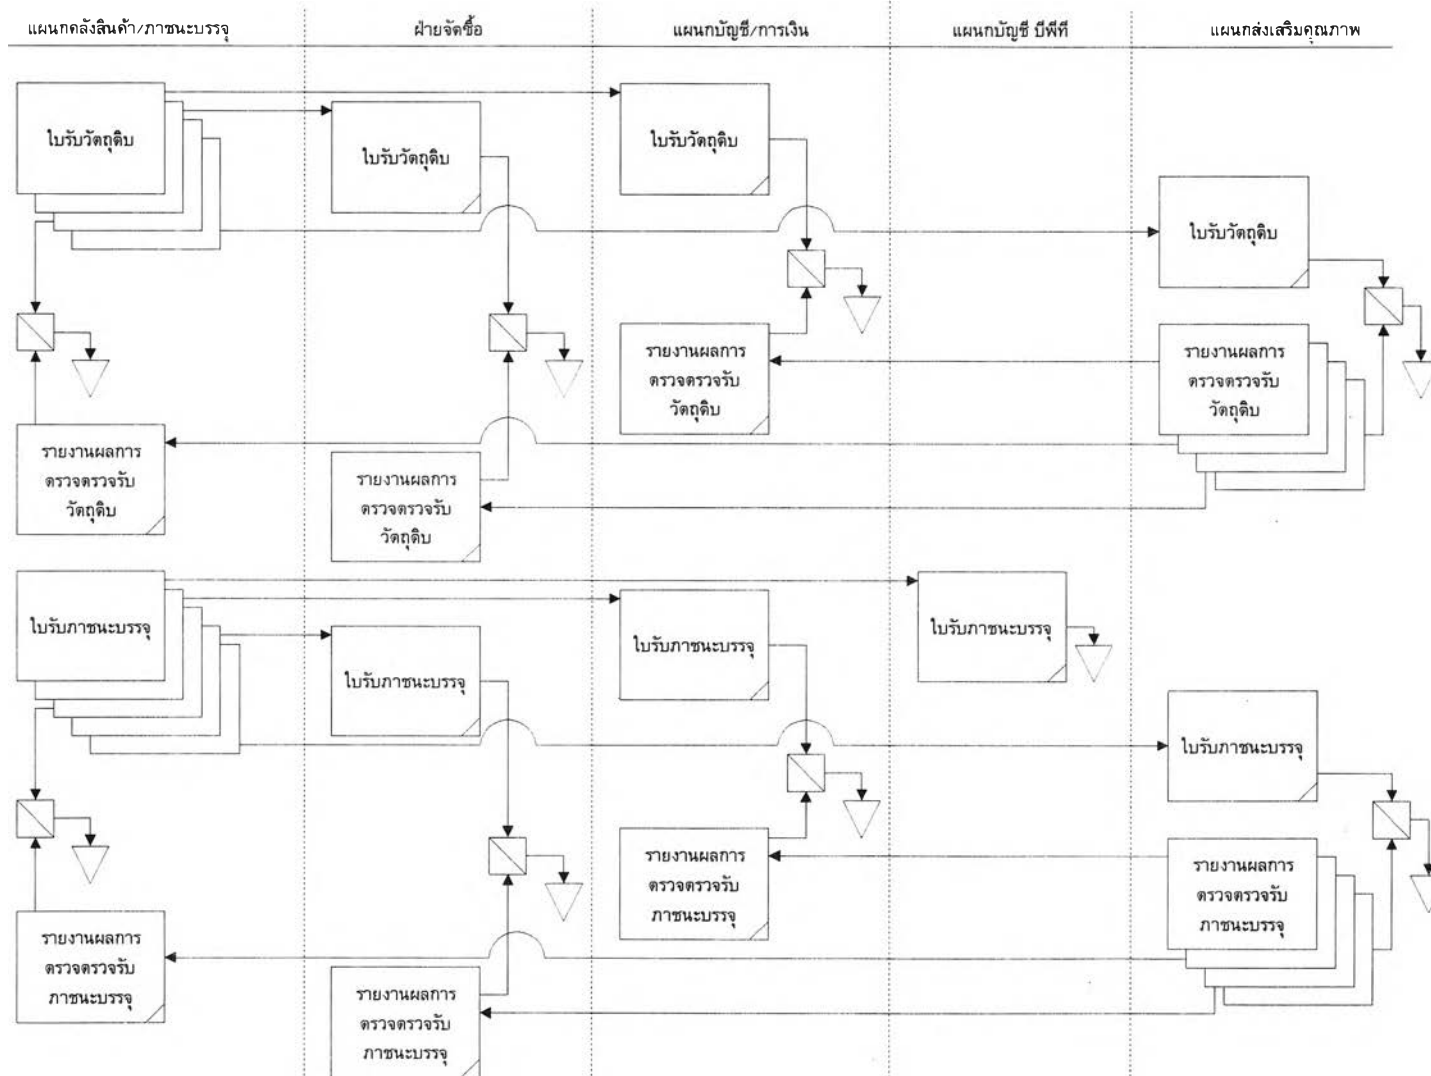 แผนกคลังสินค้า/ภาชนะบรรจุ
ฝ่ายจัดซื้อ
แผนกบัญชี/การเงิน
แผนกบัญชี บีพีที
แผนกส่งเสริมคุณภาพ
ใบรับวัตถุดิบ
ใบรับวัตถุดิบ
ใบรับวัตถุดิบ
ใบรับวัตถุดิบ
รายงานผลการ
ตรวจตรวจรับ
วัตถุดิบ
รายงานผลการ
ตรวจตรวจรับ
วัตถุดิบ
รายงานผลการ
ตรวจตรวจรับ
วัตถุดิบ
รายงานผลการ
ตรวจตรวจรับ
วัตถุดิบ
ใบรับภาชนะบรรจุ
ใบรับภาชนะบรรจุ
ใบรับภาชนะบรรจุ
ใบรับภาชนะบรรจุ
ใบรับภาชนะบรรจุ
รายงานผลการ
ตรวจตรวจรับ
ภาชนะบรรจุ
รายงานผลการ
ตรวจตรวจรับ
ภาชนะบรรจุ
รายงานผลการ
ตรวจตรวจรับ
ภาชนะบรรจุ
รายงานผลการ
ตรวจตรวจรับ
ภาชนะบรรจุ